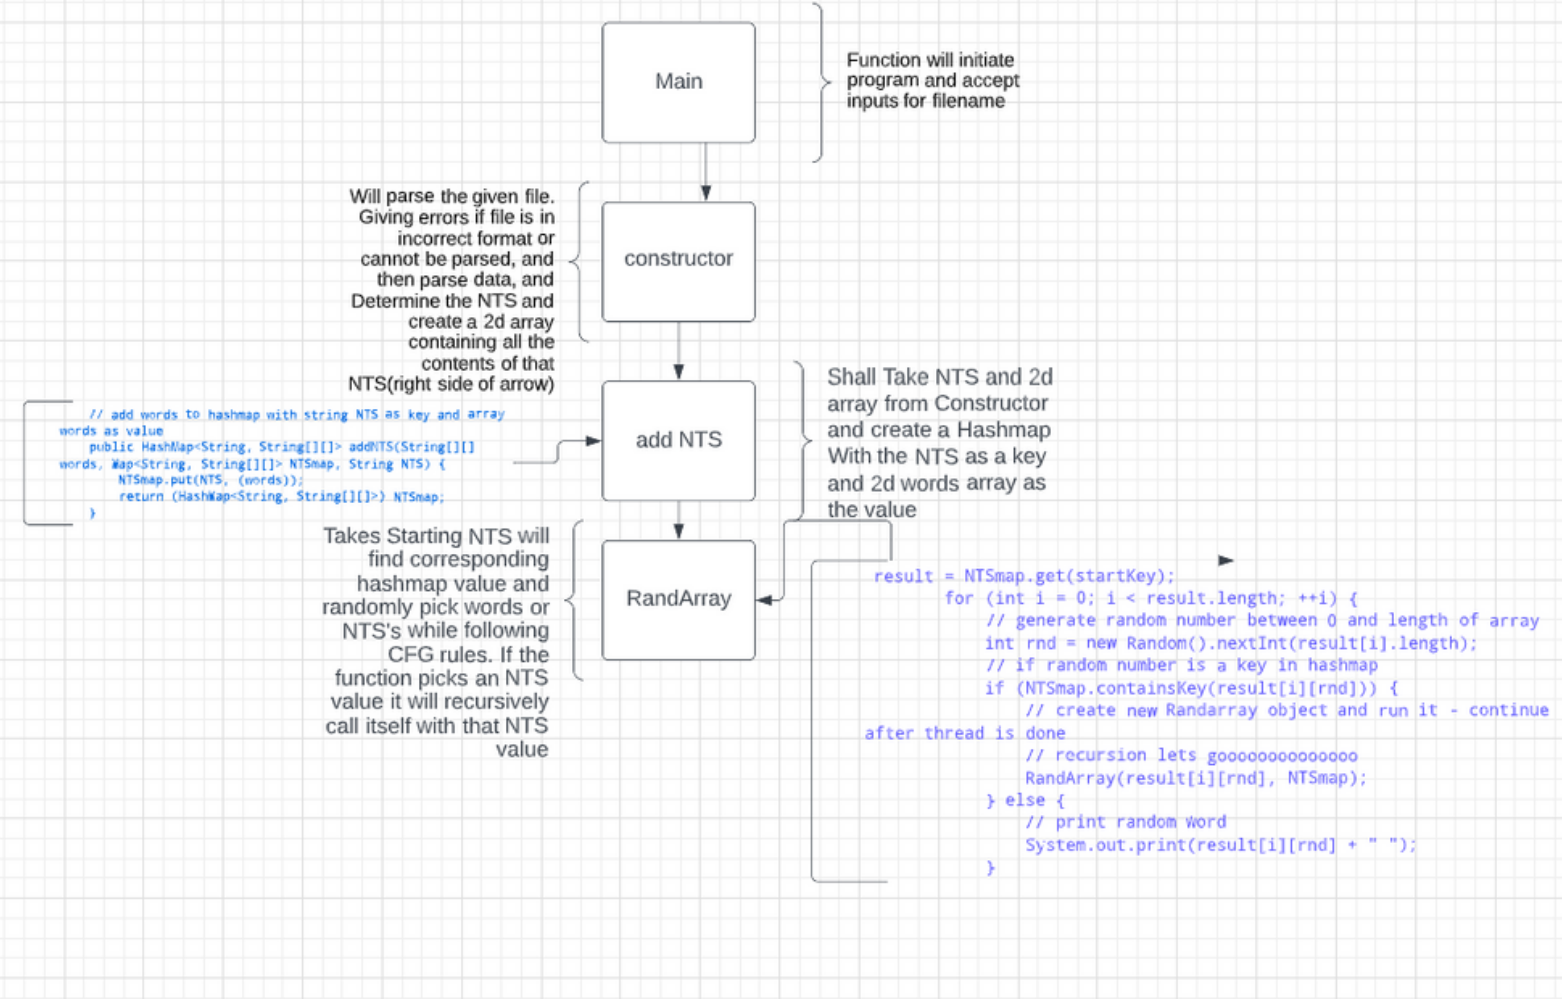 Main
Function will initiate
program and accept
inputs for filename
Will parse the given file.
Giving errors if file is in
incorrect format or
cannot be parsed, and
then parse data, and
Determine the NTS and
create a 2d array
containing all the
contents of that
NTS(right side of arrow)
constructor
// add words to hashmap with string NTS as key and array
words as value
public HashMap<String, String[][]> addNTS(String[][]
words, Map<String, String[][]> NTSmap, String NTS) {
NTSmap.put(NTS, (words));
return (HashMap<String, String[][]>) NTSmap;
}
add NTS
Shall Take NTS and 2d
array from Constructor
and create a Hashmap
With the NTS as a key
and 2d words array as
the value
Takes Starting NTS will
find corresponding
hashmap value and
randomly pick words or
NTS's while following
CFG rules. If the
function picks an NTS
value it will recursively
call itself with that NTS
value
RandArray
result = NTSmap.get(startKey);
for (int i = 0; i < result.length; ++i) {
// generate random number between 0 and length of array
int rnd = new Random().nextInt(result[i].length);
// if random number is a key in hashmap
if (NTSmap.containsKey(result[i][rnd])) {
// create new Randarray object and run it - continue
after thread is done
// recursion lets gooooooooooooooo
RandArray(result[i][rnd], NTSmap);
} else {
// print random word
System.out.print(result[i][rnd] + " ");
}